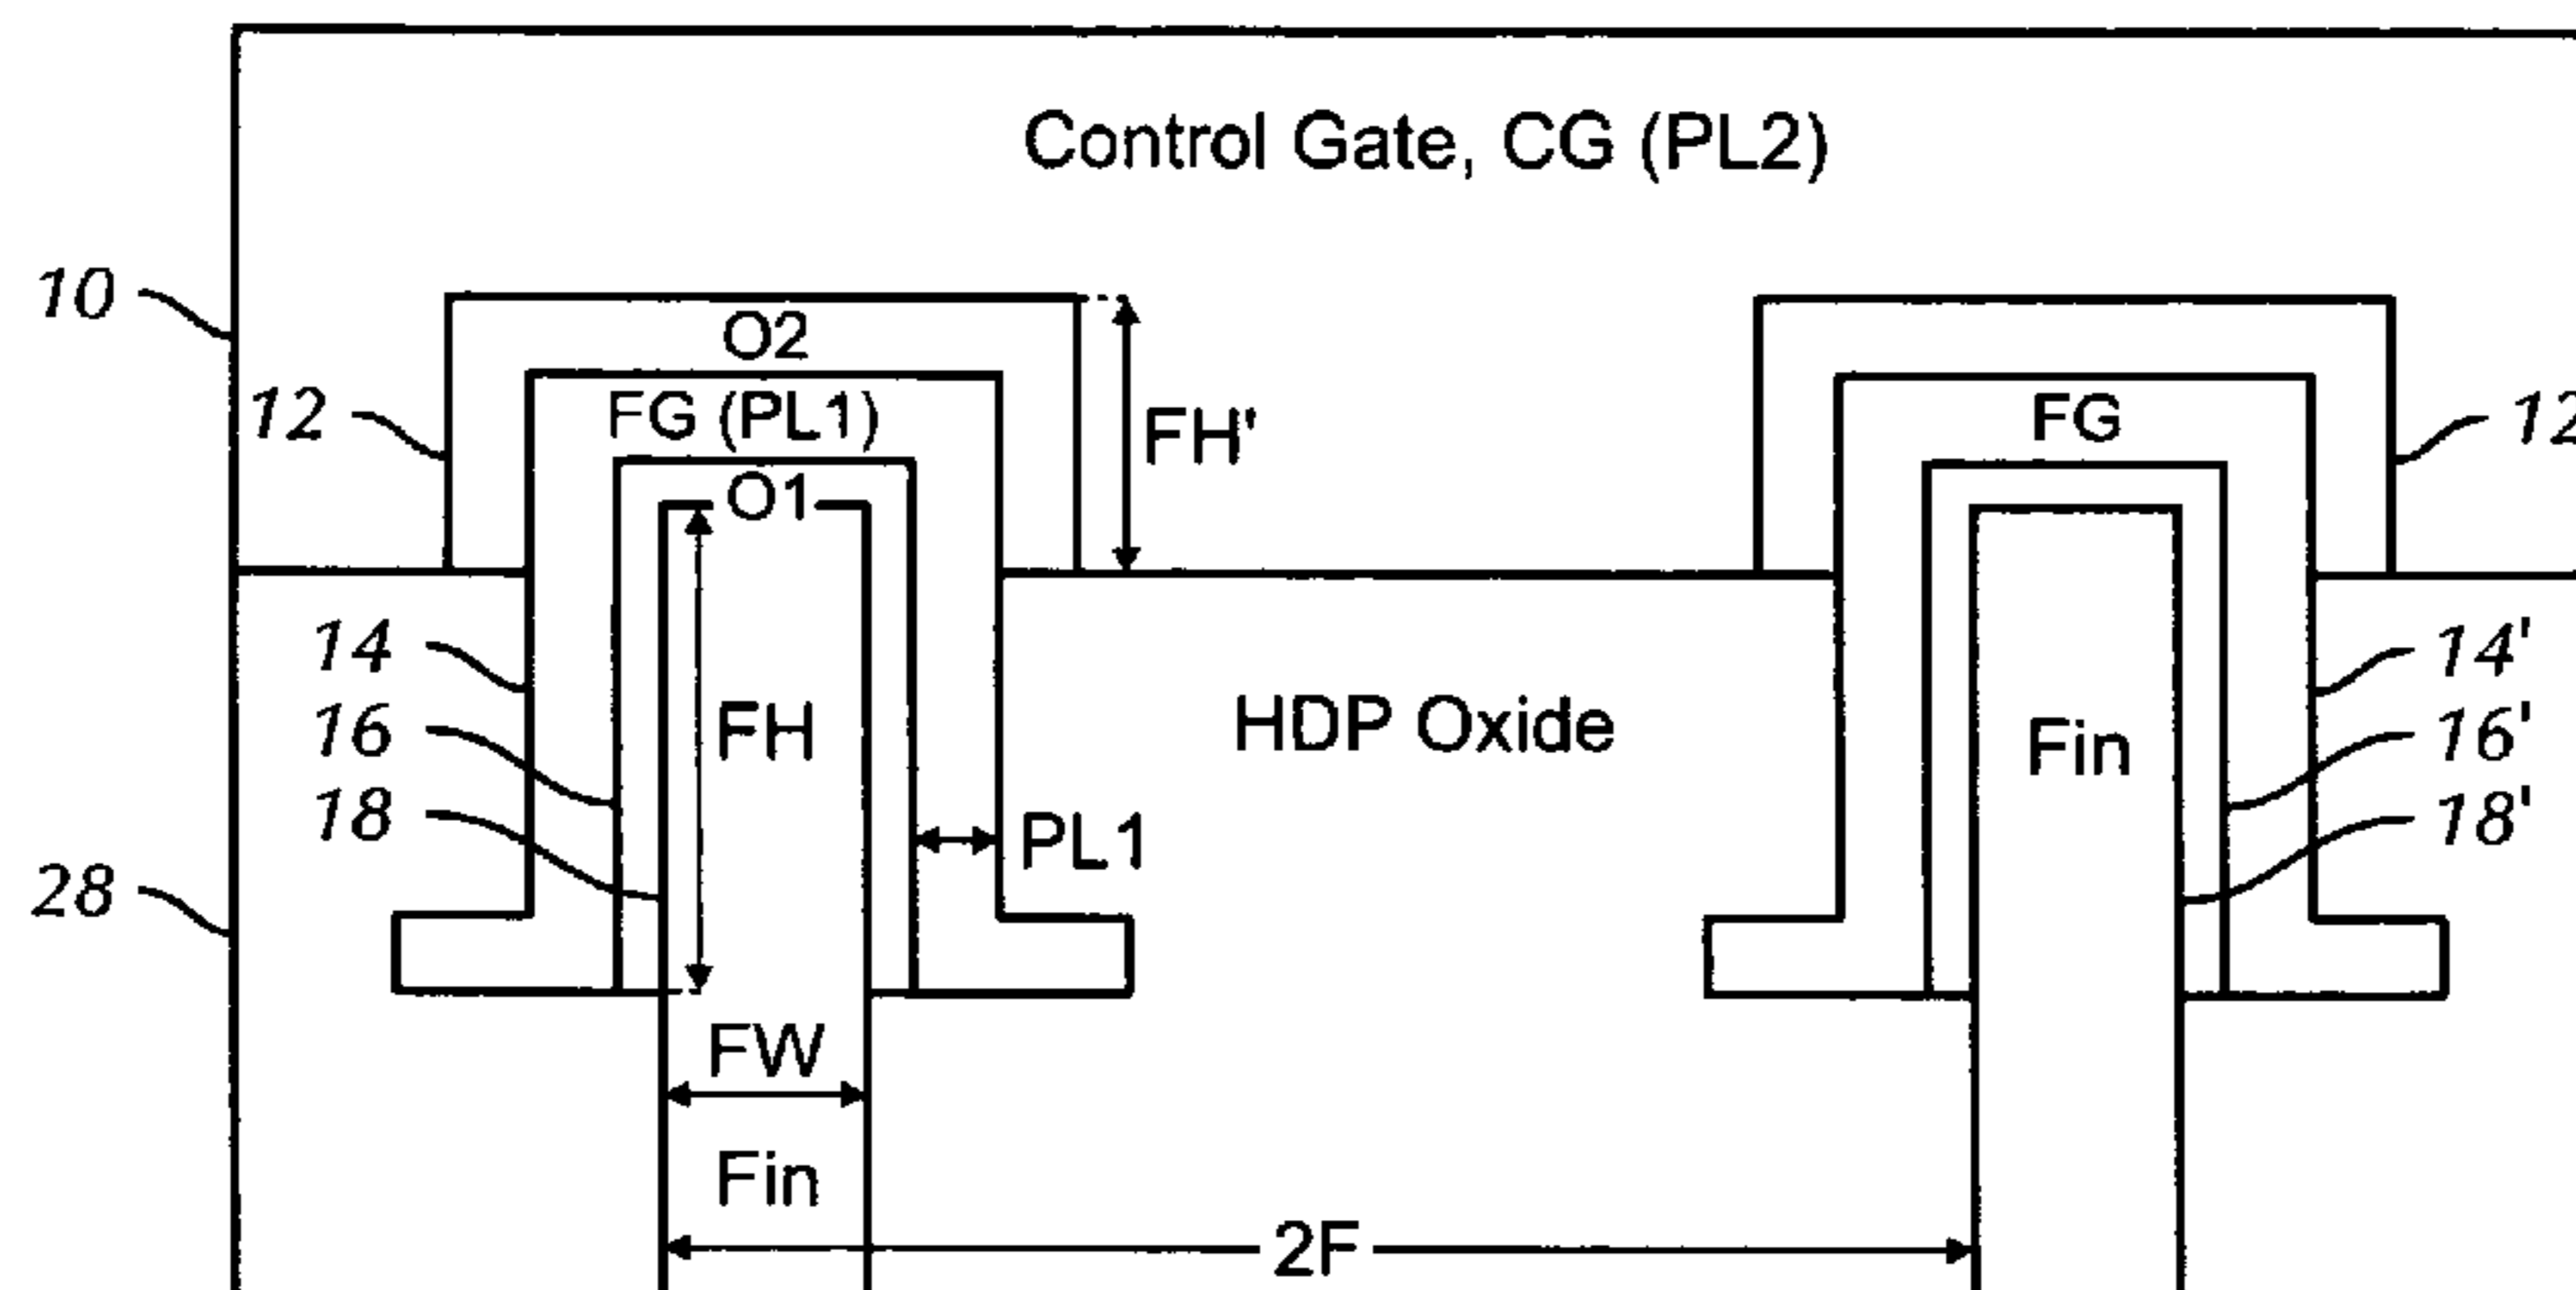 Control Gate, CG (PL2)
10
O2
12
FG (PL1)
FH'
FG
12
O1
14
14'
16
FH
HDP Oxide
Fin
16'
18
PL1
18'
28
FW
Fin
2F